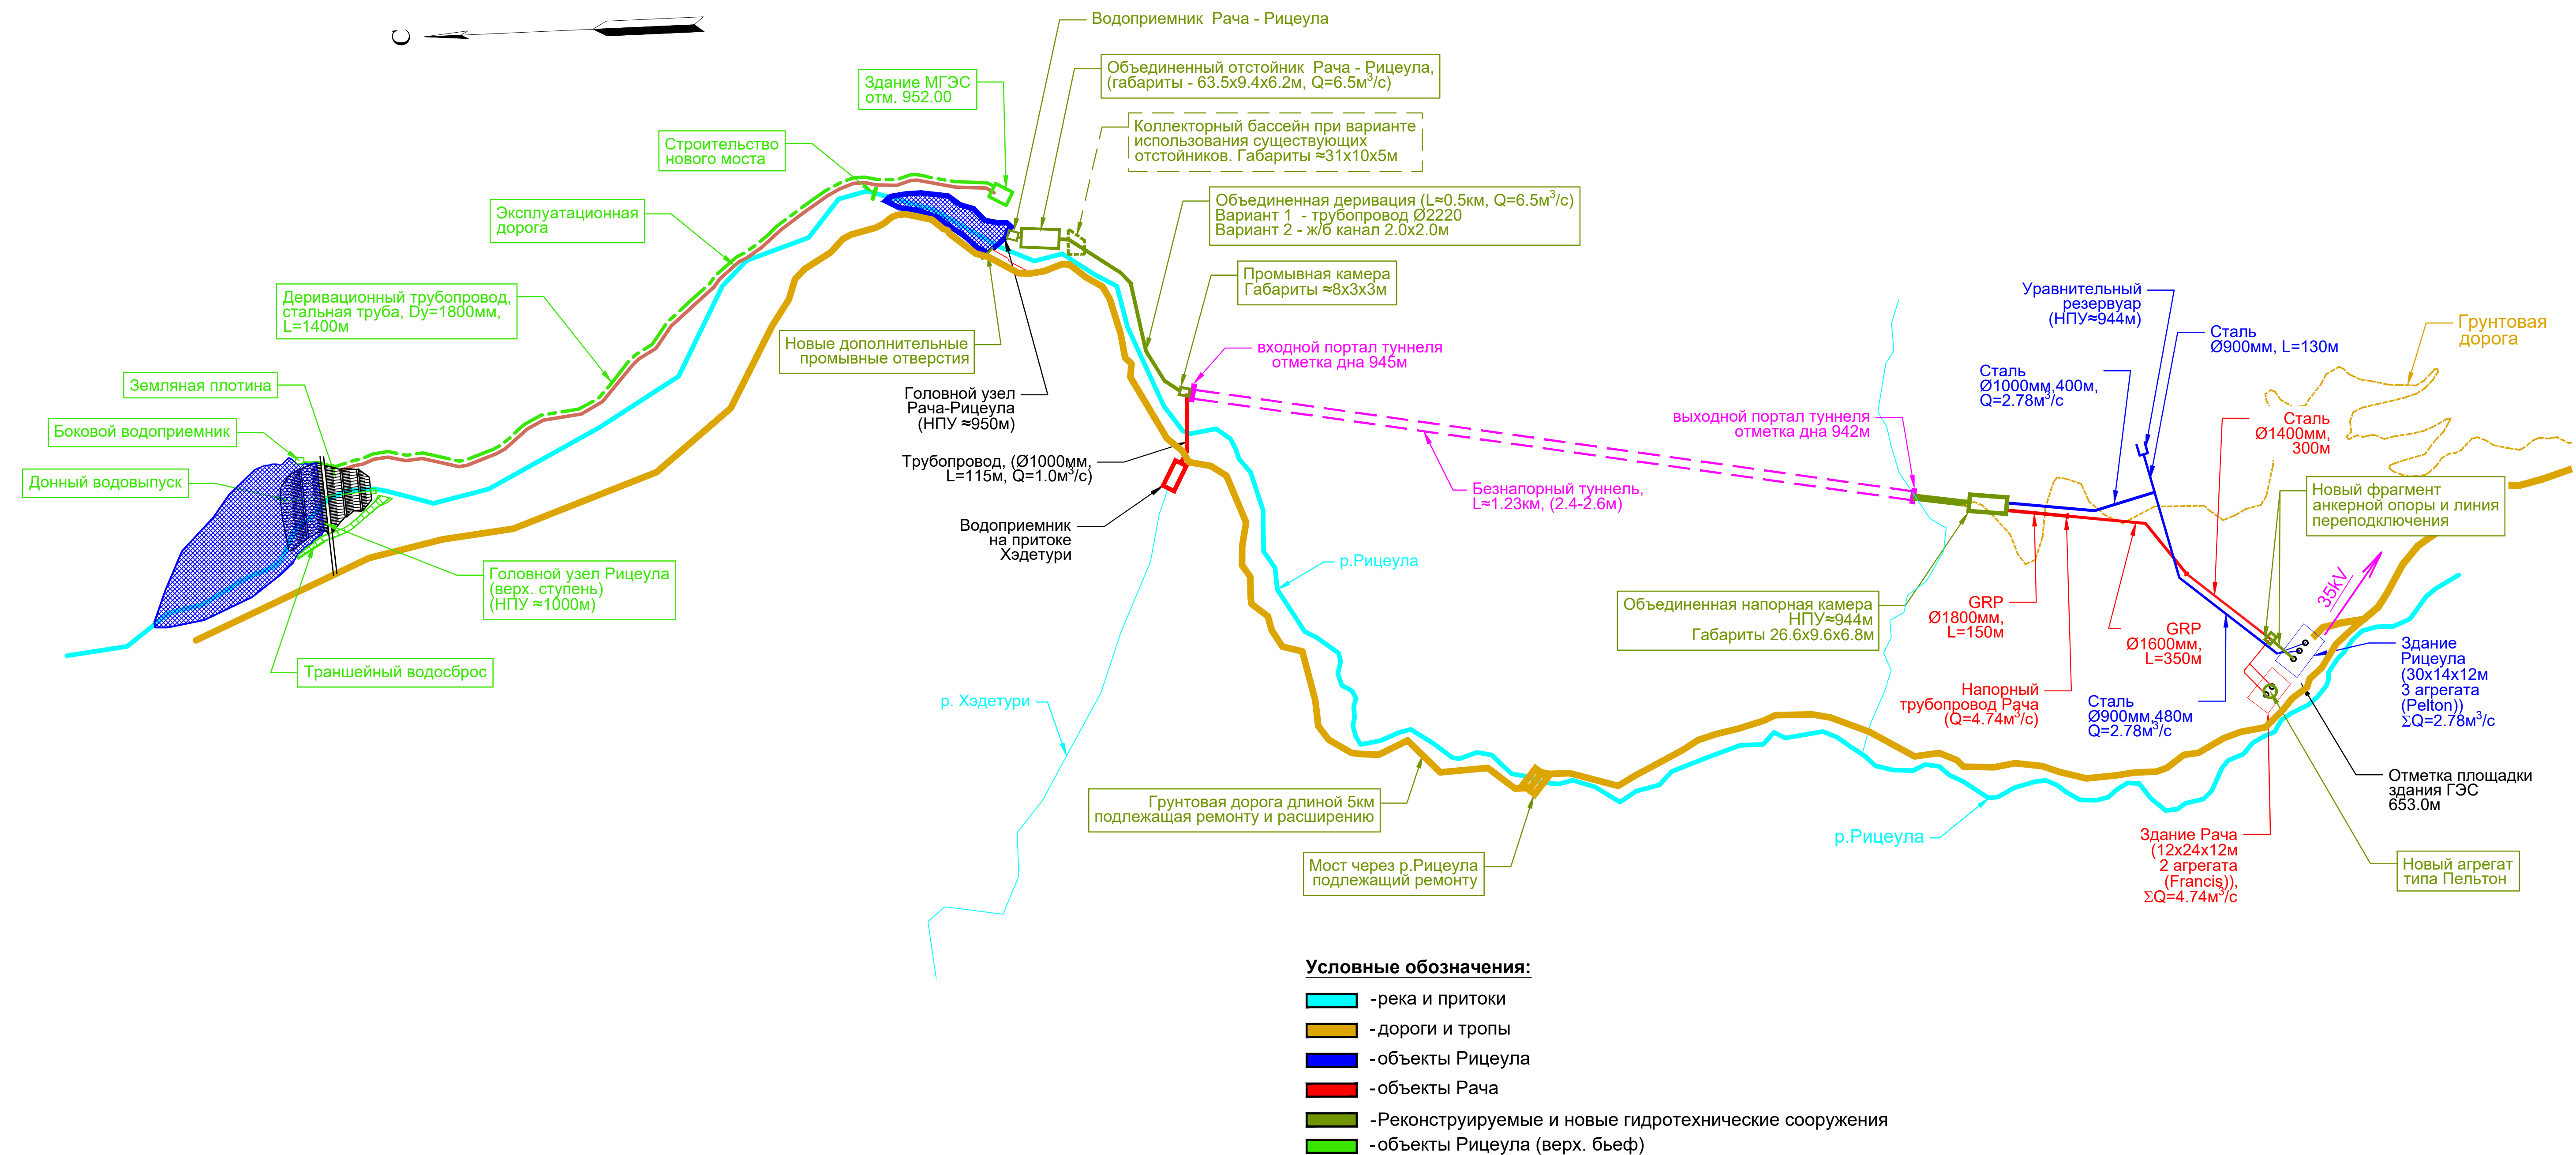 С
Водоприемник Рача - Рицеула
Объединенный отстойник Рача - Рицеула,
(габариты - 63.5х9.4х6.2м, Q=6.5м³/с)
Здание МГЭС
отм. 952.00
Коллекторный бассейн при варианте
использования существующих
отстойников. Габариты ≈31х10х5м
Строительство
нового моста
Объединенная деривация (L≈0.5км, Q=6.5м³/с)
Вариант 1 - трубопровод Ø2220
Вариант 2 - ж/б канал 2.0х2.0м
Эксплуатационная
дорога
Промывная камера
Габариты ≈8х3х3м
Деривационный трубопровод,
стальная труба, Dу=1800мм,
L=1400м
Новые дополнительные
промывные отверстия
входной портал туннеля
отметка дна 945м
Уравнительный
резервуар
(НПУ≈944м)
Сталь
Ø900мм, L=130м
Грунтовая
дорога
Земляная плотина
Головной узел
Рача-Рицеула
(НПУ ≈950м)
Сталь
Ø1000мм,400м,
Q=2.78м³/с
Боковой водоприемник
выходной портал туннеля
отметка дна 942м
Сталь
Ø1400мм,
300м
Донный водовыпуск
Трубопровод, (Ø1000мм,
L=115м, Q=1.0м³/с)
Безнапорный туннель,
L≈1.23км, (2.4-2.6м)
Новый фрагмент
анкерной опоры и линия
переподключения
Водоприемник
на притоке
Хэдетури
р.Рицеула
Головной узел Рицеула
(верх. ступень)
(НПУ ≈1000м)
Объединенная напорная камера
НПУ≈944м
Габариты 26.6х9.6х6.8м
GRP
Ø1800мм,
L=150м
GRP
Ø1600мм,
L=350м
35kV
Здание
Рицеула
(30х14х12м
3 агрегата
(Pelton))
ΣQ=2.78м³/с
Траншейный водосброс
р. Хэдетури
Напорный
трубопровод Рача
(Q=4.74м³/с)
Сталь
Ø900мм,480м
Q=2.78м³/с
Отметка площадки
здания ГЭС
653.0м
Грунтовая дорога длиной 5км
подлежащая ремонту и расширению
р.Рицеула
Здание Рача
(12х24х12м
2 агрегата
(Francis)),
ΣQ=4.74м³/с
Мост через р.Рицеула
подлежащий ремонту
Новый агрегат
типа Пельтон
Условные обозначения:
-река и притоки
-дороги и тропы
-объекты Рицеула
-объекты Рача
-Реконструируемые и новые гидротехнические сооружения
-объекты Рицеула (верх. бьеф)